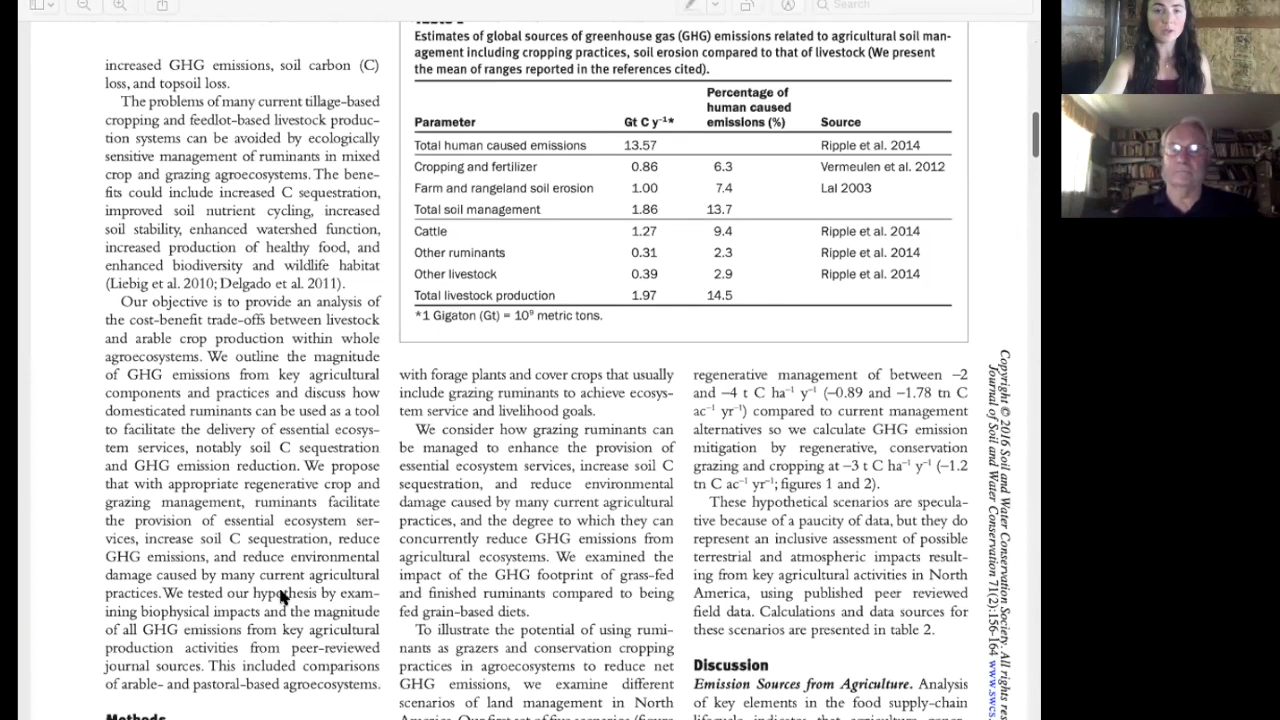 Search
Estimates of global sources of greenhouse gas (GHG) emissions related to agricultural soil man-
agement including cropping practices, soil erosion compared to that of livestock (We present
the mean of ranges reported in the references cited).
Parameter Gt C y⁻¹* Percentage of human caused emissions (%) Source
Total human caused emissions 13.57 Ripple et al. 2014
Cropping and fertilizer 0.86 6.3 Vermeulen et al. 2012
Farm and rangeland soil erosion 1.00 7.4 Lal 2003
Total soil management 1.86 13.7
Cattle 1.27 9.4 Ripple et al. 2014
Other ruminants 0.31 2.3 Ripple et al. 2014
Other livestock 0.39 2.9 Ripple et al. 2014
Total livestock production 1.97 14.5
*1 Gigaton (Gt) = 10⁹ metric tons.
increased GHG emissions, soil carbon (C)
loss, and topsoil loss.
The problems of many current tillage-based
cropping and feedlot-based livestock produc-
tion systems can be avoided by ecologically
sensitive management of ruminants in mixed
crop and grazing agroecosystems. The bene-
fits could include increased C sequestration,
improved soil nutrient cycling, increased
soil stability, enhanced watershed function,
increased production of healthy food, and
enhanced biodiversity and wildlife habitat
(Liebig et al. 2010; Delgado et al. 2011).
Our objective is to provide an analysis of
the cost-benefit trade-offs between livestock
and arable crop production within whole
agroecosystems. We outline the magnitude
of GHG emissions from key agricultural
components and practices and discuss how
domesticated ruminants can be used as a tool
to facilitate the delivery of essential ecosys-
tem services, notably soil C sequestration
and GHG emission reduction. We propose
that with appropriate regenerative crop and
grazing management, ruminants facilitate
the provision of essential ecosystem ser-
vices, increase soil C sequestration, reduce
GHG emissions, and reduce environmental
damage caused by many current agricultural
practices. We tested our hypothesis by exam-
ining biophysical impacts and the magnitude
of all GHG emissions from key agricultural
production activities from peer-reviewed
journal sources. This included comparisons
of arable- and pastoral-based agroecosystems.
Methods
with forage plants and cover crops that usually
include grazing ruminants to achieve ecosys-
tem service and livelihood goals.
We consider how grazing ruminants can
be managed to enhance the provision of
essential ecosystem services, increase soil C
sequestration, and reduce environmental
damage caused by many current agricultural
practices, and the degree to which they can
concurrently reduce GHG emissions from
agricultural ecosystems. We examined the
impact of the GHG footprint of grass-fed
and finished ruminants compared to being
fed grain-based diets.
To illustrate the potential of using rumi-
nants as grazers and conservation cropping
practices in agroecosystems to reduce net
GHG emissions, we examine different
scenarios of land management in North
regenerative management of between −2
and −4 t C ha⁻¹ y⁻¹ (−0.89 and −1.78 tn C
ac⁻¹ yr⁻¹) compared to current management
alternatives so we calculate GHG emission
mitigation by regenerative, conservation
grazing and cropping at −3 t C ha⁻¹ y⁻¹ (−1.2
tn C ac⁻¹ yr⁻¹; figures 1 and 2).
These hypothetical scenarios are specula-
tive because of a paucity of data, but they do
represent an inclusive assessment of possible
terrestrial and atmospheric impacts result-
ing from key agricultural activities in North
America, using published peer reviewed
field data. Calculations and data sources for
these scenarios are presented in table 2.
Discussion
Emission Sources from Agriculture. Analysis
of key elements in the food supply-chain
Copyright © 2016 Soil and Water Conservation Society. All rights res
Journal of Soil and Water Conservation 71(2):156-164 www.swcs.